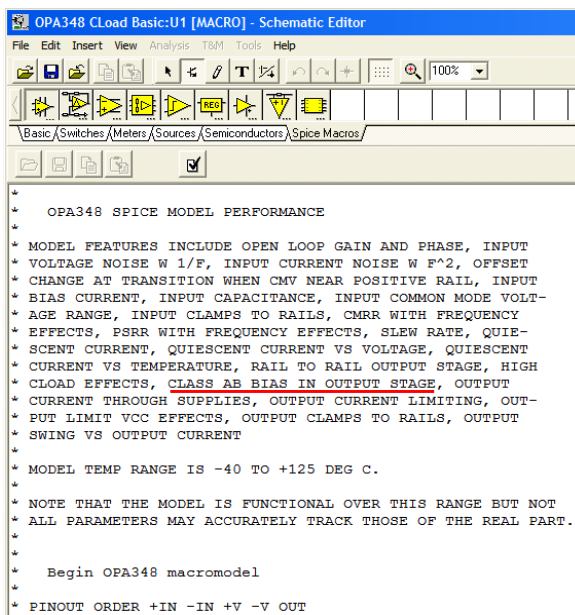 OPA348 CLoad Basic:U1 [MACRO] - Schematic Editor
File Edit Insert View Analysis T&M Tools Help
T 100%
REG
Basic Switches Meters Sources Semiconductors Spice Macros
*
* OPA348 SPICE MODEL PERFORMANCE
*
* MODEL FEATURES INCLUDE OPEN LOOP GAIN AND PHASE, INPUT
* VOLTAGE NOISE W 1/F, INPUT CURRENT NOISE W F^2, OFFSET
* CHANGE AT TRANSITION WHEN CMV NEAR POSITIVE RAIL, INPUT
* BIAS CURRENT, INPUT CAPACITANCE, INPUT COMMON MODE VOLT-
* AGE RANGE, INPUT CLAMPS TO RAILS, CMRR WITH FREQUENCY
* EFFECTS, PSRR WITH FREQUENCY EFFECTS, SLEW RATE, QUIE-
* SCENT CURRENT, QUIESCENT CURRENT VS VOLTAGE, QUIESCENT
* CURRENT VS TEMPERATURE, RAIL TO RAIL OUTPUT STAGE, HIGH
* CLOAD EFFECTS, CLASS AB BIAS IN OUTPUT STAGE, OUTPUT
* CURRENT THROUGH SUPPLIES, OUTPUT CURRENT LIMITING, OUT-
* PUT LIMIT VCC EFFECTS, OUTPUT CLAMPS TO RAILS, OUTPUT
* SWING VS OUTPUT CURRENT
*
* MODEL TEMP RANGE IS -40 TO +125 DEG C.
*
* NOTE THAT THE MODEL IS FUNCTIONAL OVER THIS RANGE BUT NOT
* ALL PARAMETERS MAY ACCURATELY TRACK THOSE OF THE REAL PART.
*
*
* Begin OPA348 macromodel
*
* PINOUT ORDER +IN -IN +V -V OUT